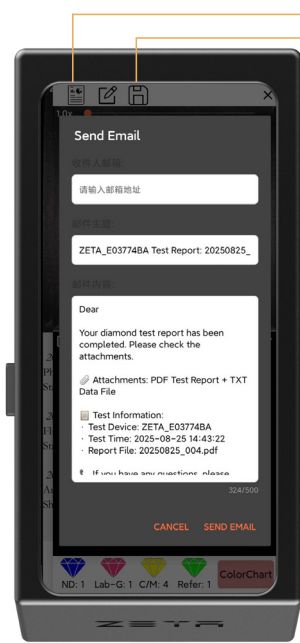 1.0x
Send Email
收件人邮箱:
请输入邮箱地址
邮件主题:
ZETA_E03774BA Test Report: 20250825_
邮件内容:
Dear
Your diamond test report has been
completed. Please check the
attachments.
📎 Attachments: PDF Test Report + TXT
Data File
📋 Test Information:
· Test Device: ZETA_E03774BA
· Test Time: 2025-08-25 14:43:22
· Report File: 20250825_004.pdf
If you have any questions, please
324/500
CANCEL SEND EMAIL
ND: 1 Lab-G: 1 C/M: 4 Refer: 1 ColorChart
ZETA